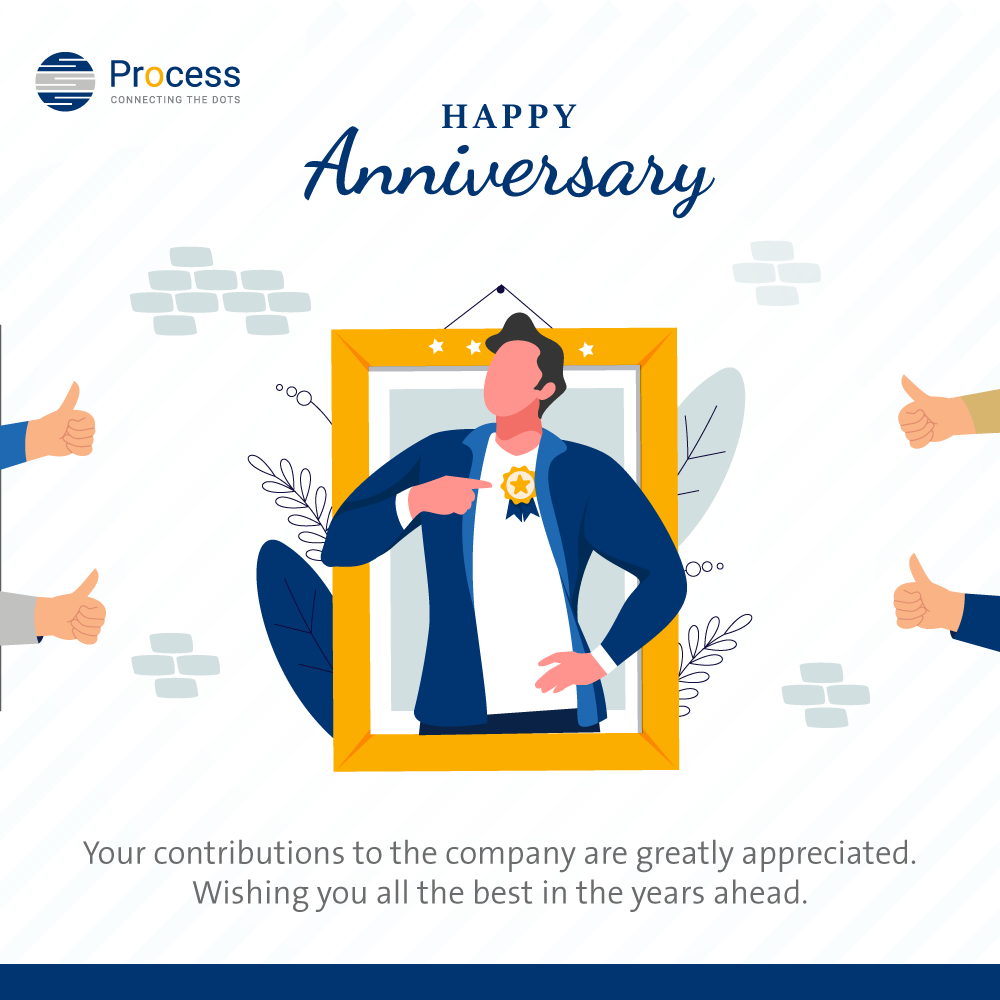 Process
CONNECTING THE DOTS
HAPPY
Anniversary
Your contributions to the company are greatly appreciated.
Wishing you all the best in the years ahead.